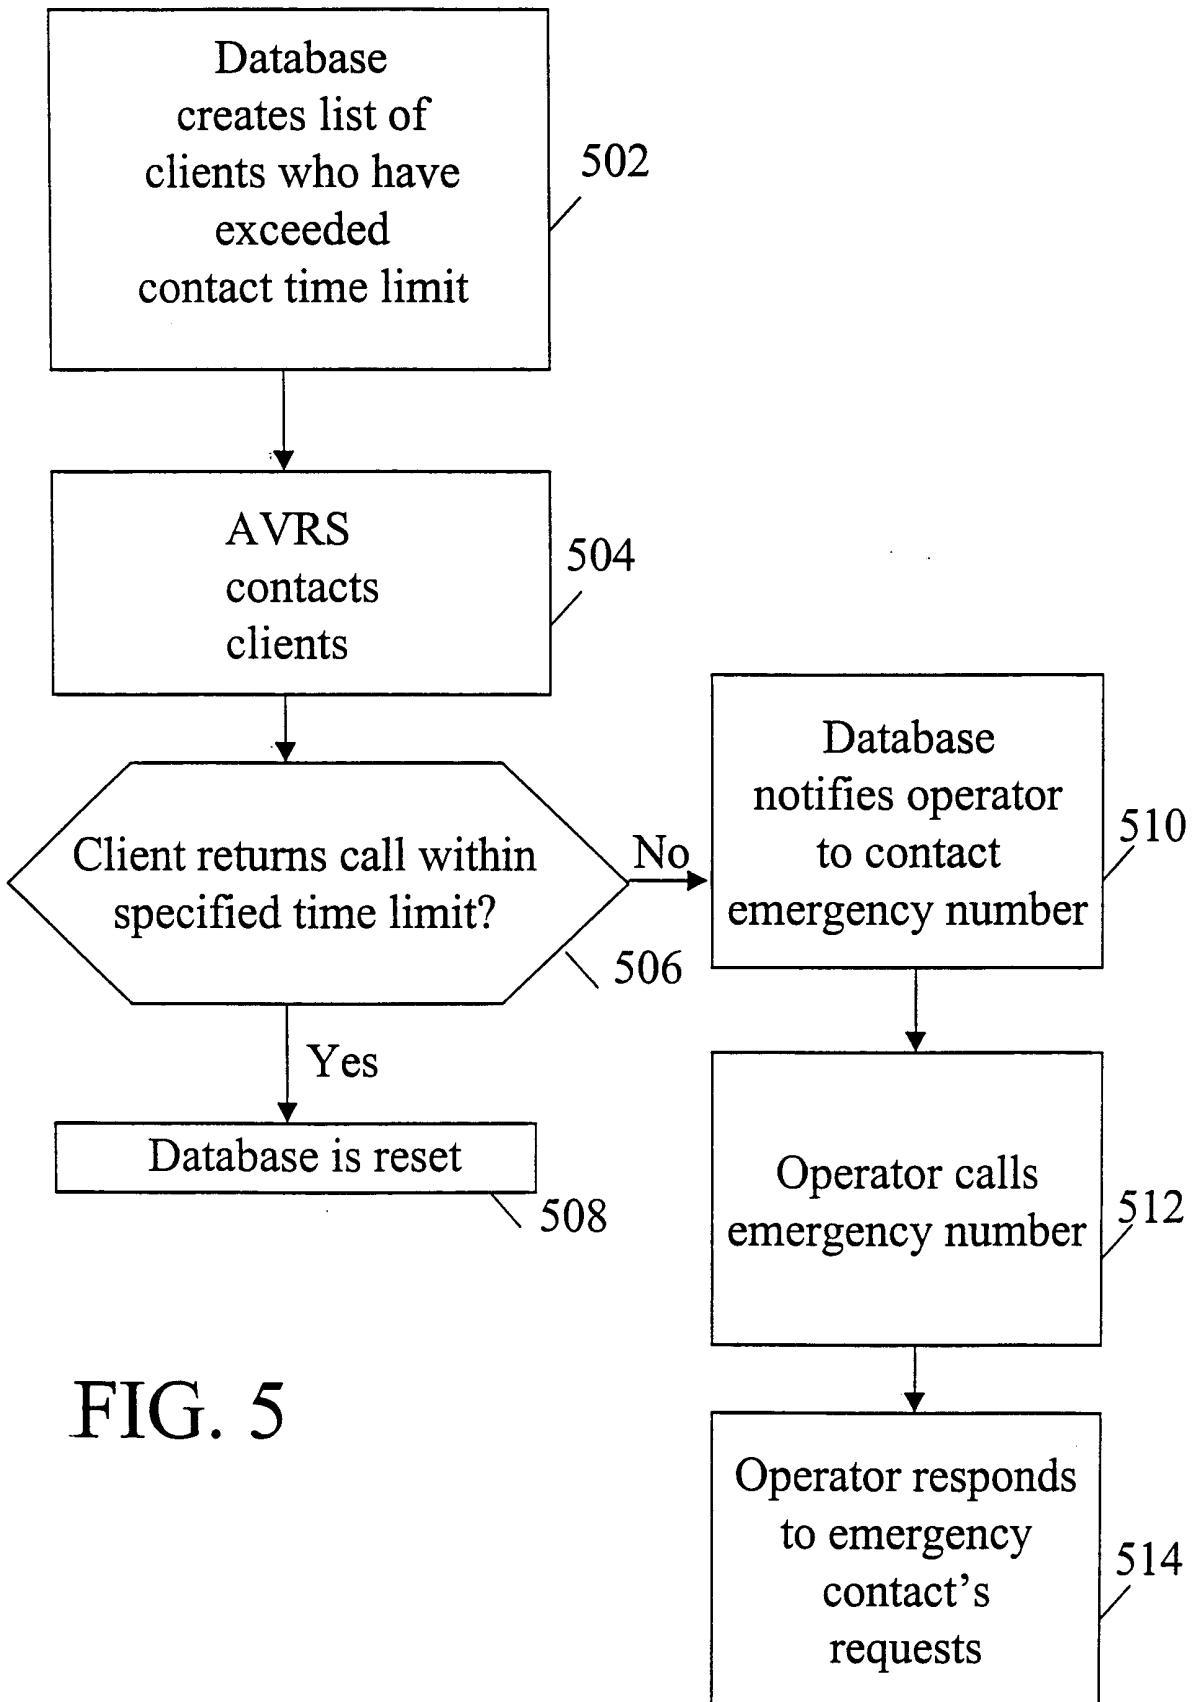 Database
creates list of
clients who have
exceeded
contact time limit
502
AVRS
contacts
clients
504
Client returns call within
specified time limit?
506
No
Yes
Database is reset
508
Database
notifies operator
to contact
emergency number
510
Operator calls
emergency number
512
Operator responds
to emergency
contact's
requests
514
FIG. 5